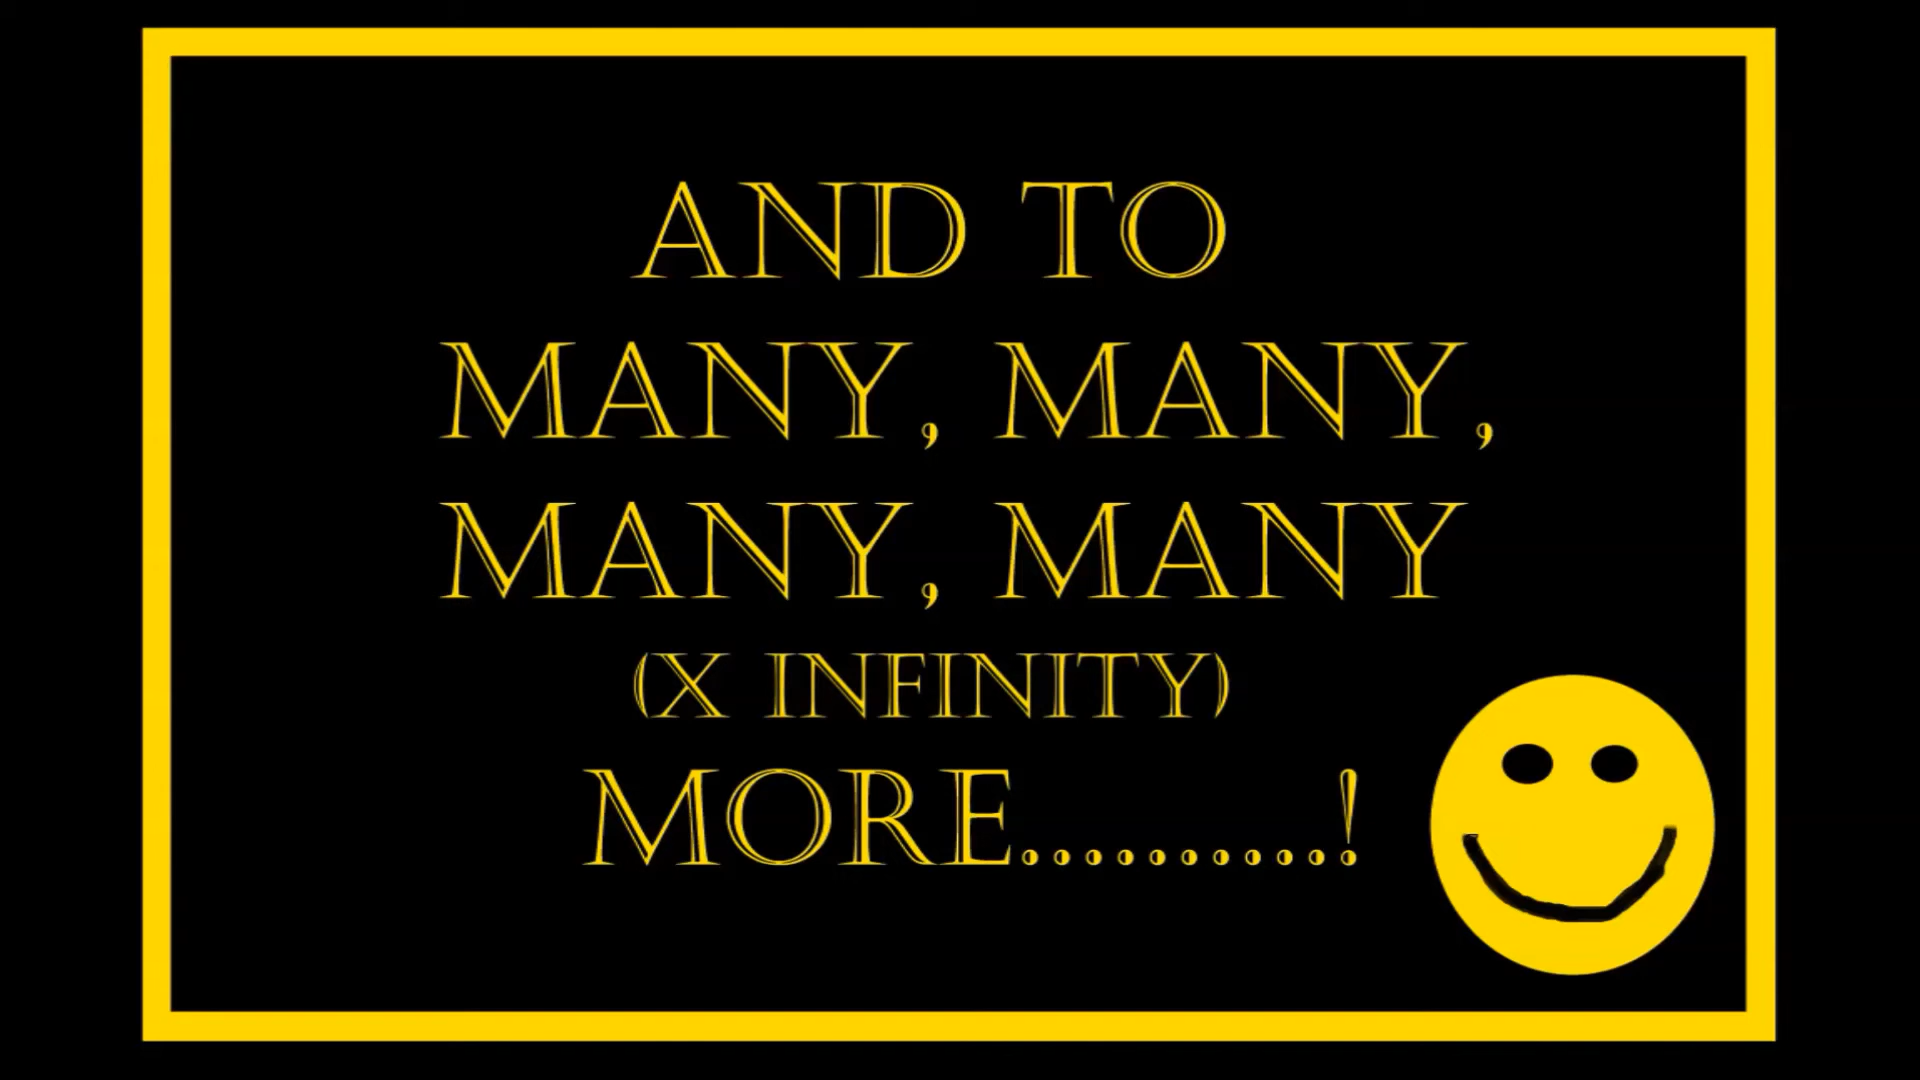 AND TO
MANY, MANY,
MANY, MANY
(X INFINITY)
MORE..........!